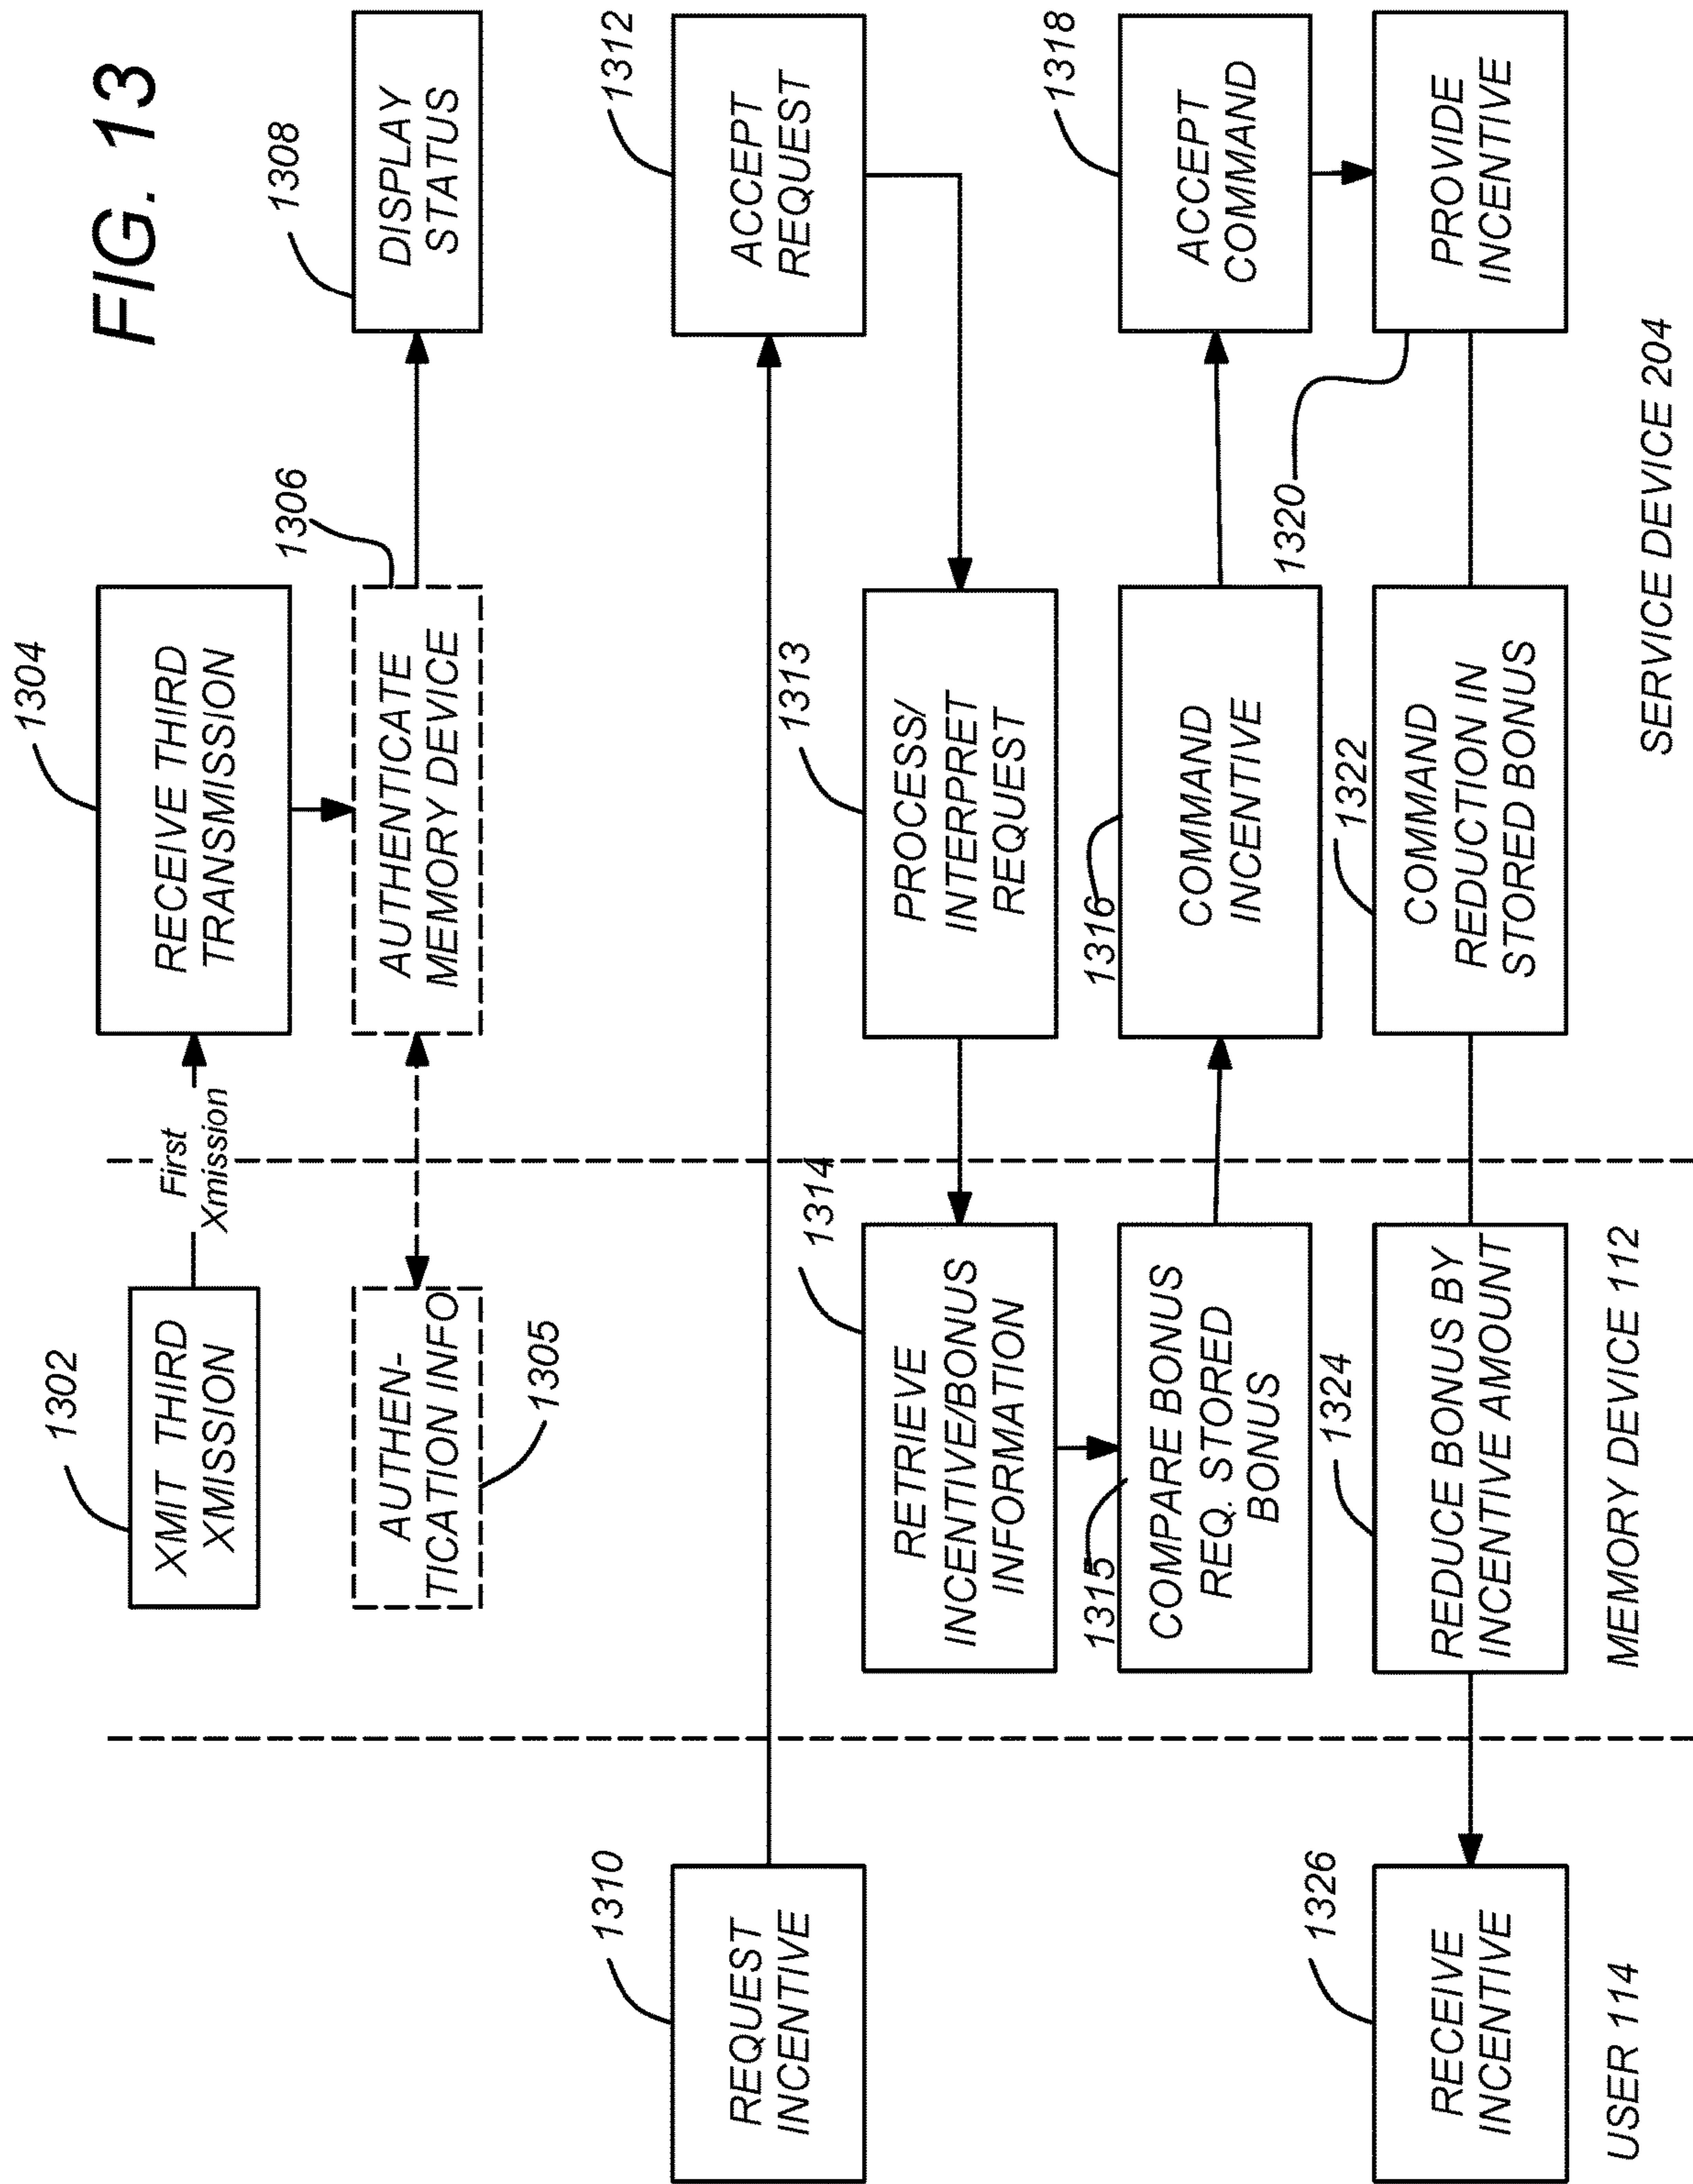 FIG. 13
1302
XMIT THIRD
XMISSION
First
Xmission
1304
RECEIVE THIRD
TRANSMISSION
1305
AUTHEN-
TICATION INFO
1306
AUTHENTICATE
MEMORY DEVICE
1308
DISPLAY
STATUS
1310
REQUEST
INCENTIVE
1312
ACCEPT
REQUEST
1313
PROCESS/
INTERPRET
REQUEST
1314
RETRIEVE
INCENTIVE/BONUS
INFORMATION
1315
COMPARE BONUS
REQ. STORED
BONUS
1316
COMMAND
INCENTIVE
1318
ACCEPT
COMMAND
1320
PROVIDE
INCENTIVE
1322
COMMAND
REDUCTION IN
STORED BONUS
1324
REDUCE BONUS BY
INCENTIVE AMOUNT
1326
RECEIVE
INCENTIVE
USER 114
MEMORY DEVICE 112
SERVICE DEVICE 204